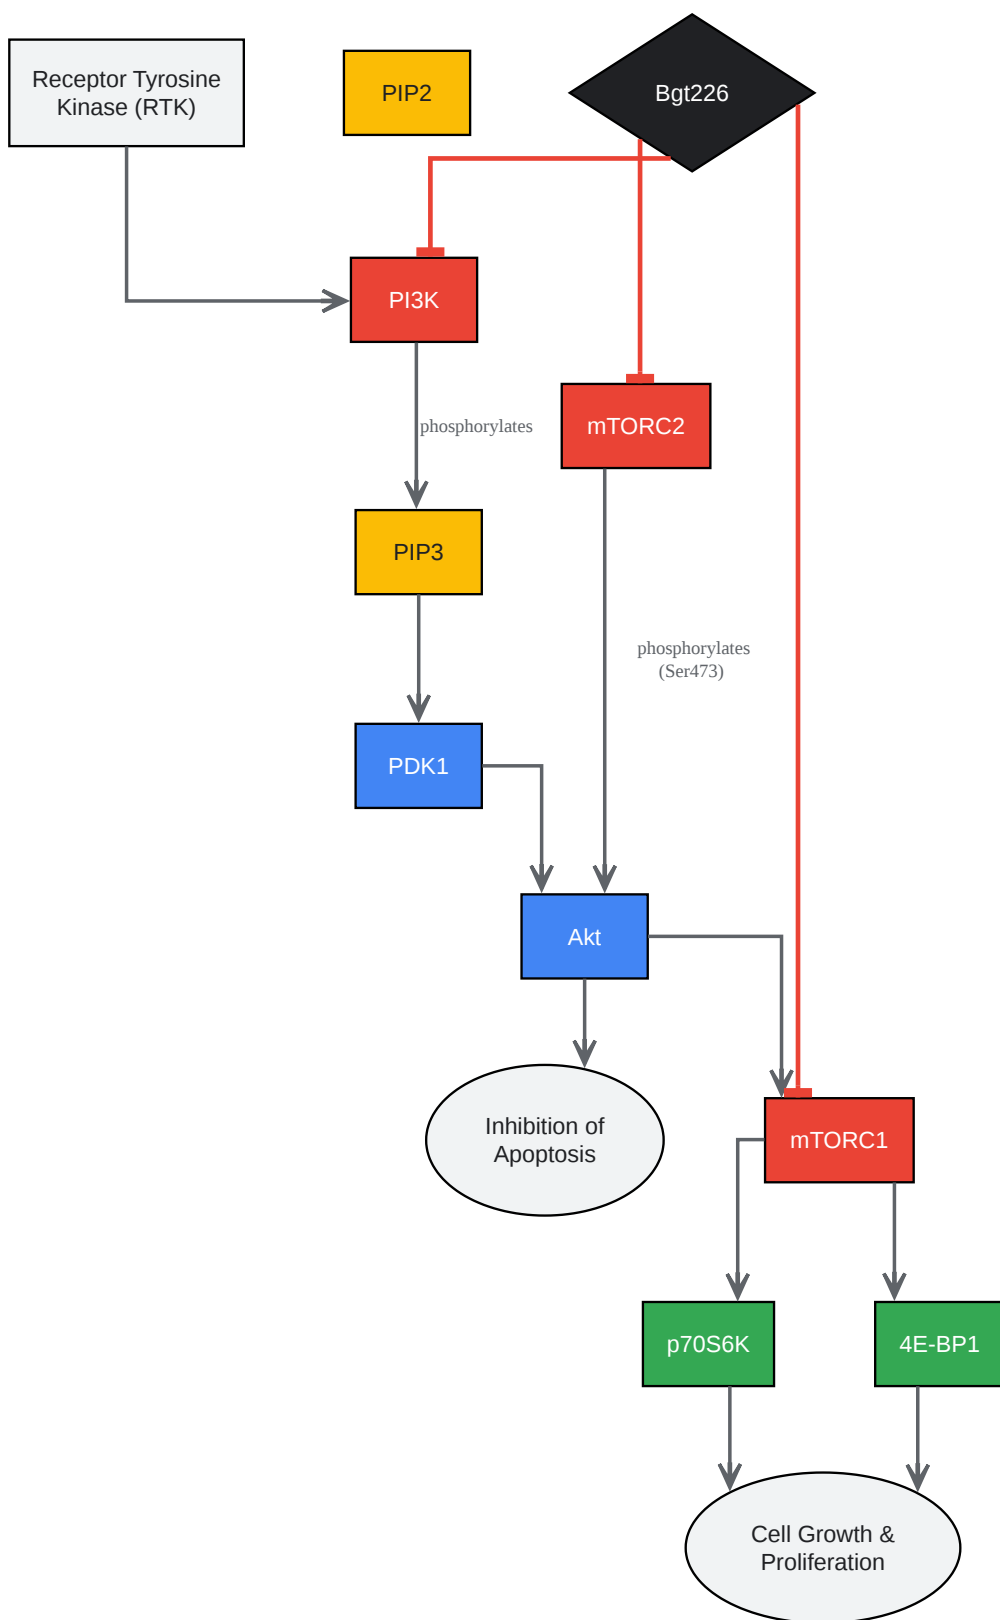 Receptor Tyrosine
Kinase (RTK)
PIP2
Bgt226
PI3K
phosphorylates
mTORC2
PIP3
phosphorylates
(Ser473)
PDK1
Akt
Inhibition of
Apoptosis
mTORC1
p70S6K
4E-BP1
Cell Growth &
Proliferation